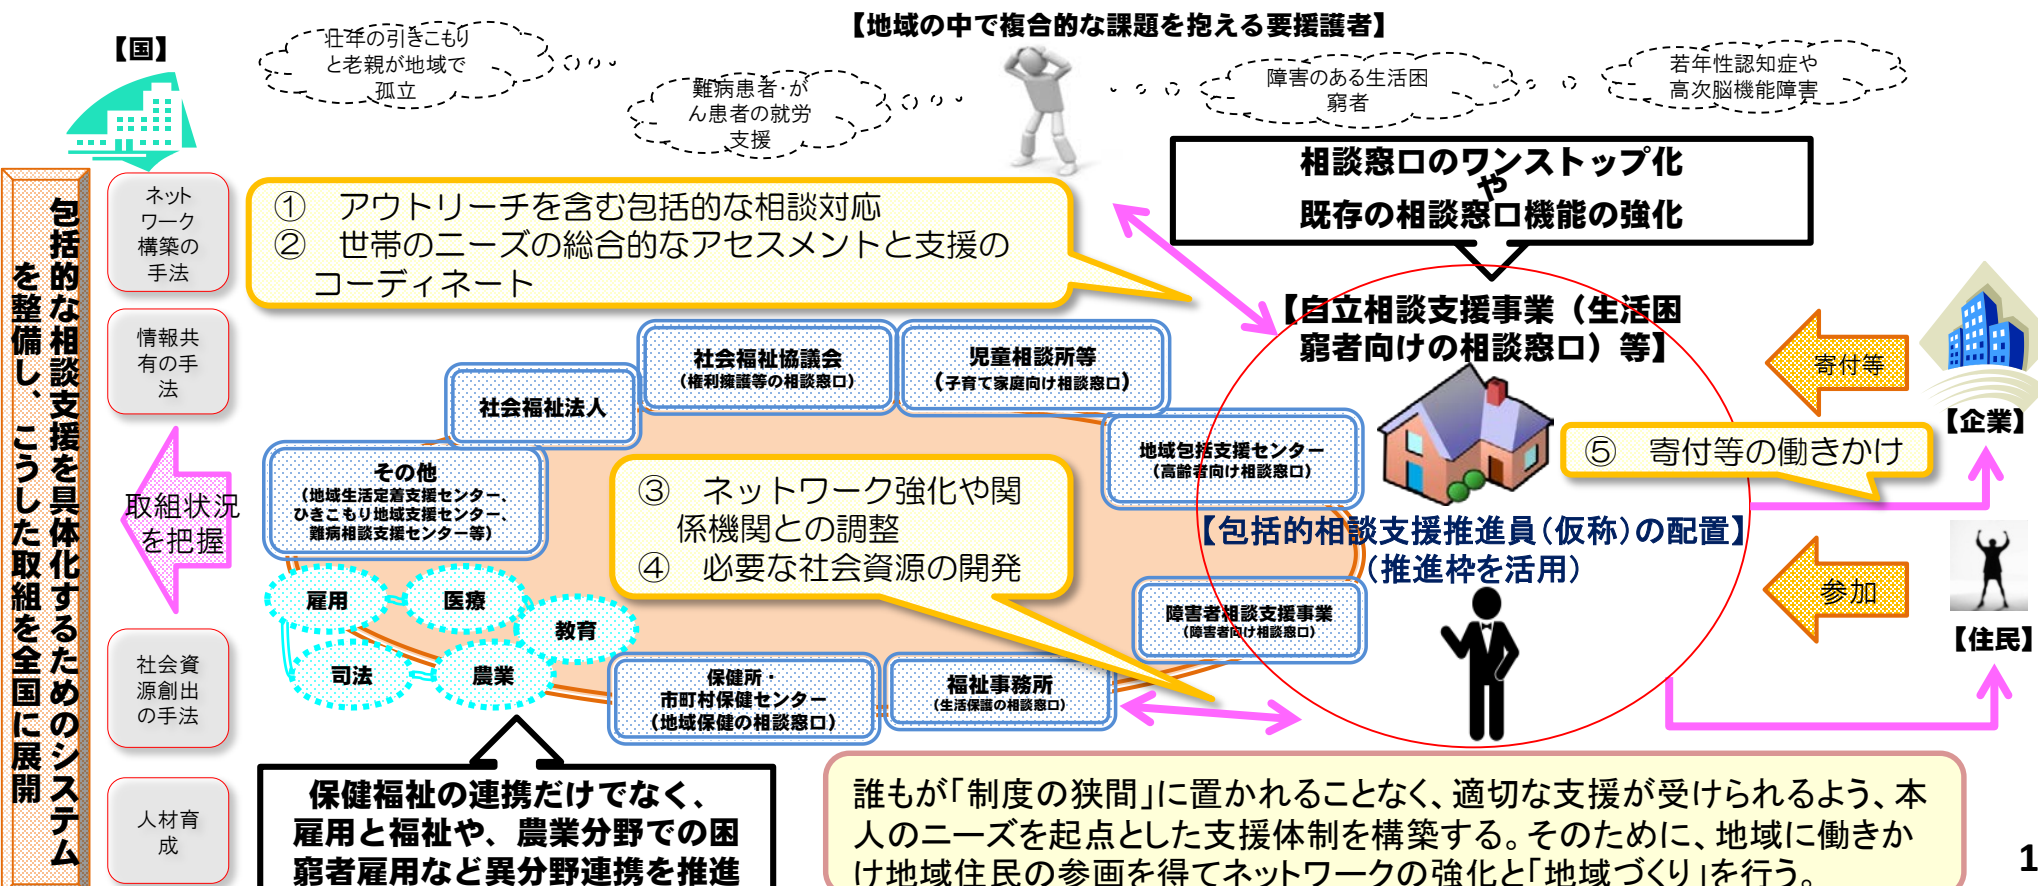 【地域の中で複合的な課題を抱える要援護者】
【国】
壮年の引きこもり
と老親が地域で
孤立
難病患者・が
ん患者の就労
支援
障害のある生活困
窮者
若年性認知症や
高次脳機能障害
包括的な相談支援を具体化するためのシステム
を整備し、こうした取組を全国に展開
ネット
ワーク
構築の
手法
情報共
有の手
法
取組状況
を把握
社会資
源創出
の手法
人材育
成
① アウトリーチを含む包括的な相談対応
② 世帯のニーズの総合的なアセスメントと支援の
コーディネート
相談窓口のワンストップ化
や
既存の相談窓口機能の強化
【自立相談支援事業（生活困
窮者向けの相談窓口）等】
社会福祉協議会
（権利擁護等の相談窓口）
児童相談所等
（子育て家庭向け相談窓口）
社会福祉法人
地域包括支援センター
（高齢者向け相談窓口）
その他
（地域生活定着支援センター、
ひきこもり地域支援センター、
難病相談支援センター等）
③ ネットワーク強化や関
係機関との調整
④ 必要な社会資源の開発
寄付等
【企業】
⑤ 寄付等の働きかけ
【包括的相談支援推進員（仮称）の配置】
（推進枠を活用）
参加
【住民】
雇用
医療
教育
司法
農業
障害者相談支援事業
（障害者向け相談窓口）
保健所・
市町村保健センター
（地域保健の相談窓口）
福祉事務所
（生活保護の相談窓口）
保健福祉の連携だけでなく、
雇用と福祉や、農業分野での困
窮者雇用など異分野連携を推進
誰もが「制度の狭間」に置かれることなく、適切な支援が受けられるよう、本
人のニーズを起点とした支援体制を構築する。そのために、地域に働きか
け地域住民の参画を得てネットワークの強化と「地域づくり」を行う。
1